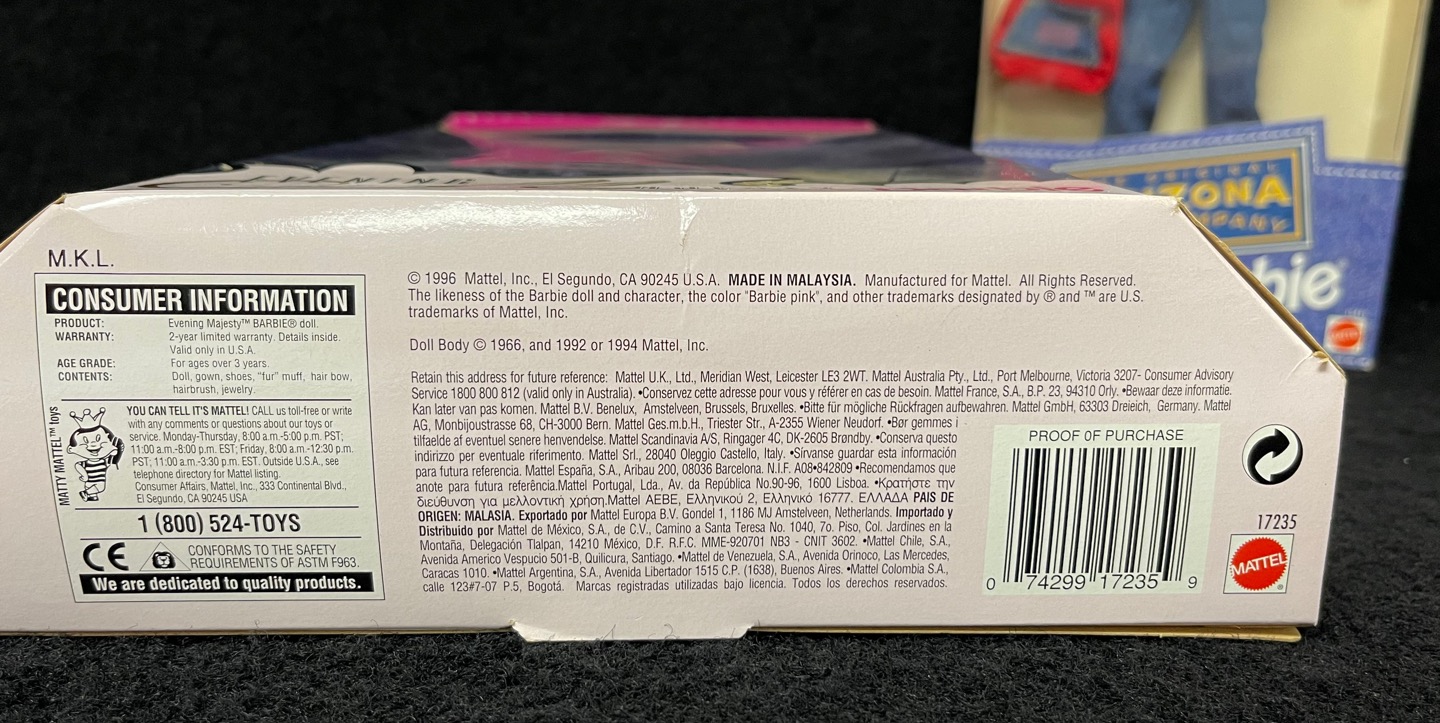 EVENING
ORIGINAL
ZONA
MPANY
bie
M.K.L.
CONSUMER INFORMATION
PRODUCT: Evening Majesty™ BARBIE® doll.
WARRANTY: 2-year limited warranty. Details inside.
Valid only in U.S.A.
AGE GRADE: For ages over 3 years.
CONTENTS: Doll, gown, shoes, "fur" muff, hair bow,
hairbrush, jewelry.
MATTY MATTEL™ toys
YOU CAN TELL IT'S MATTEL! CALL us toll-free or write
with any comments or questions about our toys or
service. Monday-Thursday, 8:00 a.m.-5:00 p.m. PST;
11:00 a.m.-8:00 p.m. EST; Friday, 8:00 a.m.-12:30 p.m.
PST; 11:00 a.m.-3:30 p.m. EST. Outside U.S.A., see
telephone directory for Mattel listing.
Consumer Affairs, Mattel, Inc., 333 Continental Blvd.,
El Segundo, CA 90245 USA
1 (800) 524-TOYS
CE
CONFORMS TO THE SAFETY
REQUIREMENTS OF ASTM F963.
We are dedicated to quality products.
© 1996 Mattel, Inc., El Segundo, CA 90245 U.S.A. MADE IN MALAYSIA. Manufactured for Mattel. All Rights Reserved.
The likeness of the Barbie doll and character, the color "Barbie pink", and other trademarks designated by ® and ™ are U.S.
trademarks of Mattel, Inc.
Doll Body © 1966, and 1992 or 1994 Mattel, Inc.
Retain this address for future reference: Mattel U.K., Ltd., Meridian West, Leicester LE3 2WT. Mattel Australia Pty., Ltd., Port Melbourne, Victoria 3207- Consumer Advisory
Service 1800 800 812 (valid only in Australia). •Conservez cette adresse pour vous y référer en cas de besoin. Mattel France, S.A., B.P. 23, 94310 Orly. •Bewaar deze informatie.
Kan later van pas komen. Mattel B.V. Benelux, Amstelveen, Brussels, Bruxelles. •Bitte für mögliche Rückfragen aufbewahren. Mattel GmbH, 63303 Dreieich, Germany. Mattel
AG, Monbijoustrasse 68, CH-3000 Bern. Mattel Ges.m.b.H., Triester Str., A-2355 Wiener Neudorf. •Bør gemmes i
tilfaelde af eventuel senere henvendelse. Mattel Scandinavia A/S, Ringager 4C, DK-2605 Brøndby. •Conserva questo
indirizzo per eventuale riferimento. Mattel Srl., 28040 Oleggio Castello, Italy. •Sírvanse guardar esta información
para futura referencia. Mattel España, S.A., Aribau 200, 08036 Barcelona. N.I.F. A08•842809 •Recomendamos que
anote para futura referência.Mattel Portugal, Lda., Av. da República No.90-96, 1600 Lisboa. •Κρατήστε την
διεύθυνση για μελλοντική χρήση.Mattel AEBE, Ελληνικού 2, Ελληνικό 16777. ΕΛΛΑΔΑ PAIS DE
ORIGEN: MALASIA. Exportado por Mattel Europa B.V. Gondel 1, 1186 MJ Amstelveen, Netherlands. Importado y
Distribuido por Mattel de México, S.A., de C.V., Camino a Santa Teresa No. 1040, 7o. Piso, Col. Jardines en la
Montaña, Delegación Tlalpan, 14210 México, D.F. R.F.C. MME-920701 NB3 - CNIT 3602. •Mattel Chile, S.A.,
Avenida Americo Vespucio 501-B, Quilicura, Santiago. •Mattel de Venezuela, S.A., Avenida Orinoco, Las Mercedes,
Caracas 1010. •Mattel Argentina, S.A., Avenida Libertador 1515 C.P. (1638), Buenos Aires. •Mattel Colombia S.A.,
calle 123#7-07 P.5, Bogotá. Marcas registradas utilizadas bajo licencia. Todos los derechos reservados.
PROOF OF PURCHASE
0 74299 17235 9
17235
MATTEL